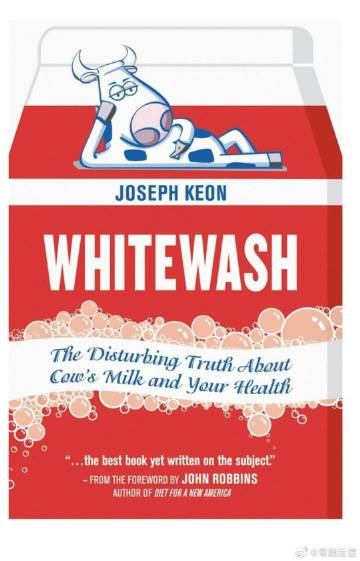 JOSEPH KEON
WHITEWASH
The Disturbing Truth About
Cow's Milk and Your Health
“...the best book yet written on the subject.”
– FROM THE FOREWORD BY JOHN ROBBINS
AUTHOR OF DIET FOR A NEW AMERICA